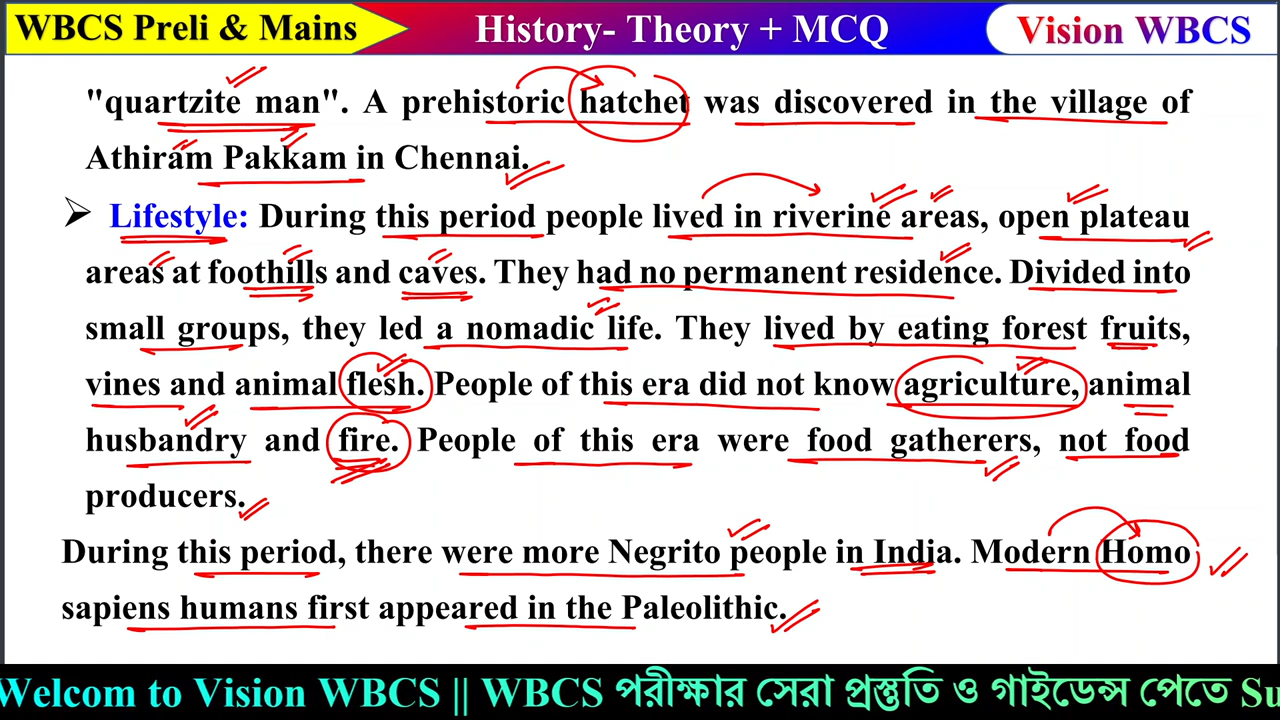 WBCS Preli & Mains
History- Theory + MCQ
Vision WBCS
"quartzite man". A prehistoric hatchet was discovered in the village of
Athiram Pakkam in Chennai.
➢ Lifestyle: During this period people lived in riverine areas, open plateau
areas at foothills and caves. They had no permanent residence. Divided into
small groups, they led a nomadic life. They lived by eating forest fruits,
vines and animal flesh. People of this era did not know agriculture, animal
husbandry and fire. People of this era were food gatherers, not food
producers.
During this period, there were more Negrito people in India. Modern Homo
sapiens humans first appeared in the Paleolithic.
Welcom to Vision WBCS || WBCS পরীক্ষার সেরা প্রস্তুতি ও গাইডেন্স পেতে Su